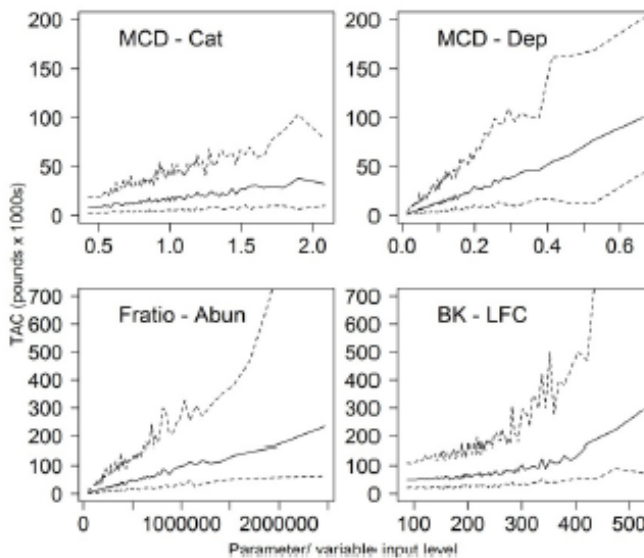 MCD - Cat
MCD - Dep
200
150
100
50
0
200
150
100
50
0
0.5 1.0 1.5 2.0
0.0 0.2 0.4 0.6
TAC (pounds x 1000s)
Fratio - Abun
BK - LFC
700
600
500
400
300
200
100
0
700
600
500
400
300
200
100
0
0 1000000 2000000
100 200 300 400 500
Parameter/ variable input level